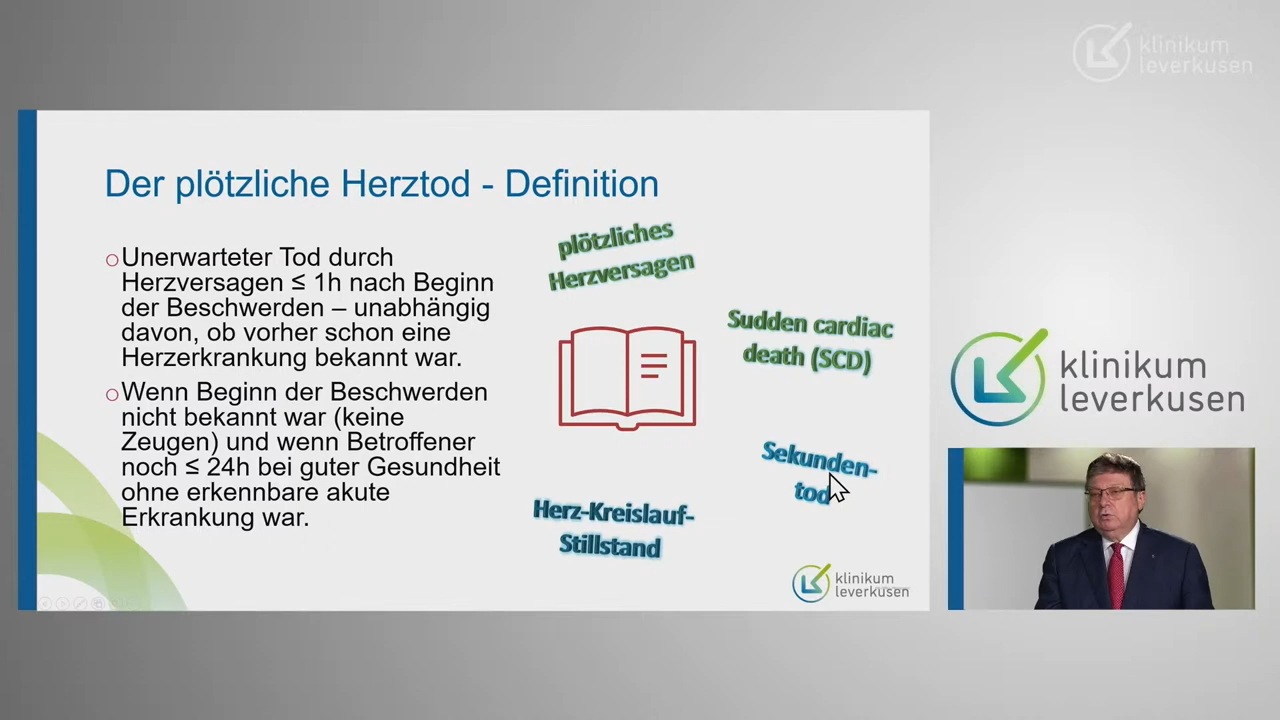 klinikum
leverkusen
Der plötzliche Herztod - Definition
Unerwarteter Tod durch
Herzversagen ≤ 1h nach Beginn
der Beschwerden – unabhängig
davon, ob vorher schon eine
Herzerkrankung bekannt war.
Wenn Beginn der Beschwerden
nicht bekannt war (keine
Zeugen) und wenn Betroffener
noch ≤ 24h bei guter Gesundheit
ohne erkennbare akute
Erkrankung war.
plötzliches
Herzversagen
Sudden cardiac
death (SCD)
Sekunden-
tod
Herz-Kreislauf-
Stillstand
klinikum
leverkusen
klinikum
leverkusen